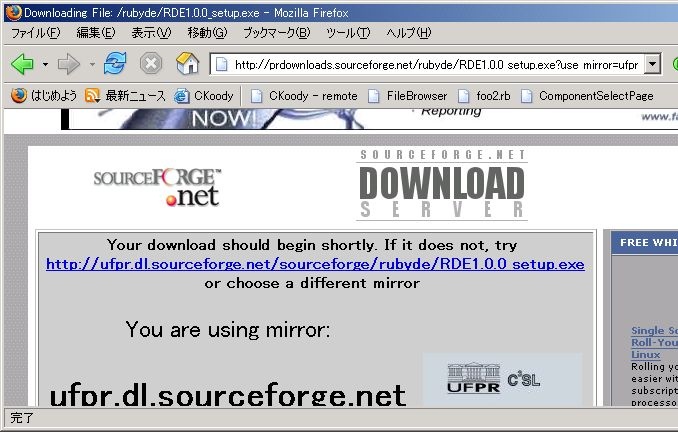 Downloading File: /rubyde/RDE1.0.0_setup.exe - Mozilla Firefox
ファイル(F) 編集(E) 表示(V) 移動(G) ブックマーク(B) ツール(T) ヘルプ(H)
http://prdownloads.sourceforge.net/rubyde/RDE1.0.0 setup.exe?use mirror=ufpr
はじめよう 最新ニュース CKoody CKoody - remote FileBrowser foo2.rb ComponentSelectPage
NOW! Reporting www.fa
SOURCEFORGE™.net
SOURCEFORGE.NET
DOWNLOAD
SERVER
Your download should begin shortly. If it does not, try
http://ufpr.dl.sourceforge.net/sourceforge/rubyde/RDE1.0.0 setup.exe
or choose a different mirror
You are using mirror:
ufpr.dl.sourceforge.net
UFPR C3SL
FREE WHI
Single So
Roll-You
Linux
Rolling yo
easier wit
subscript
processo
完了